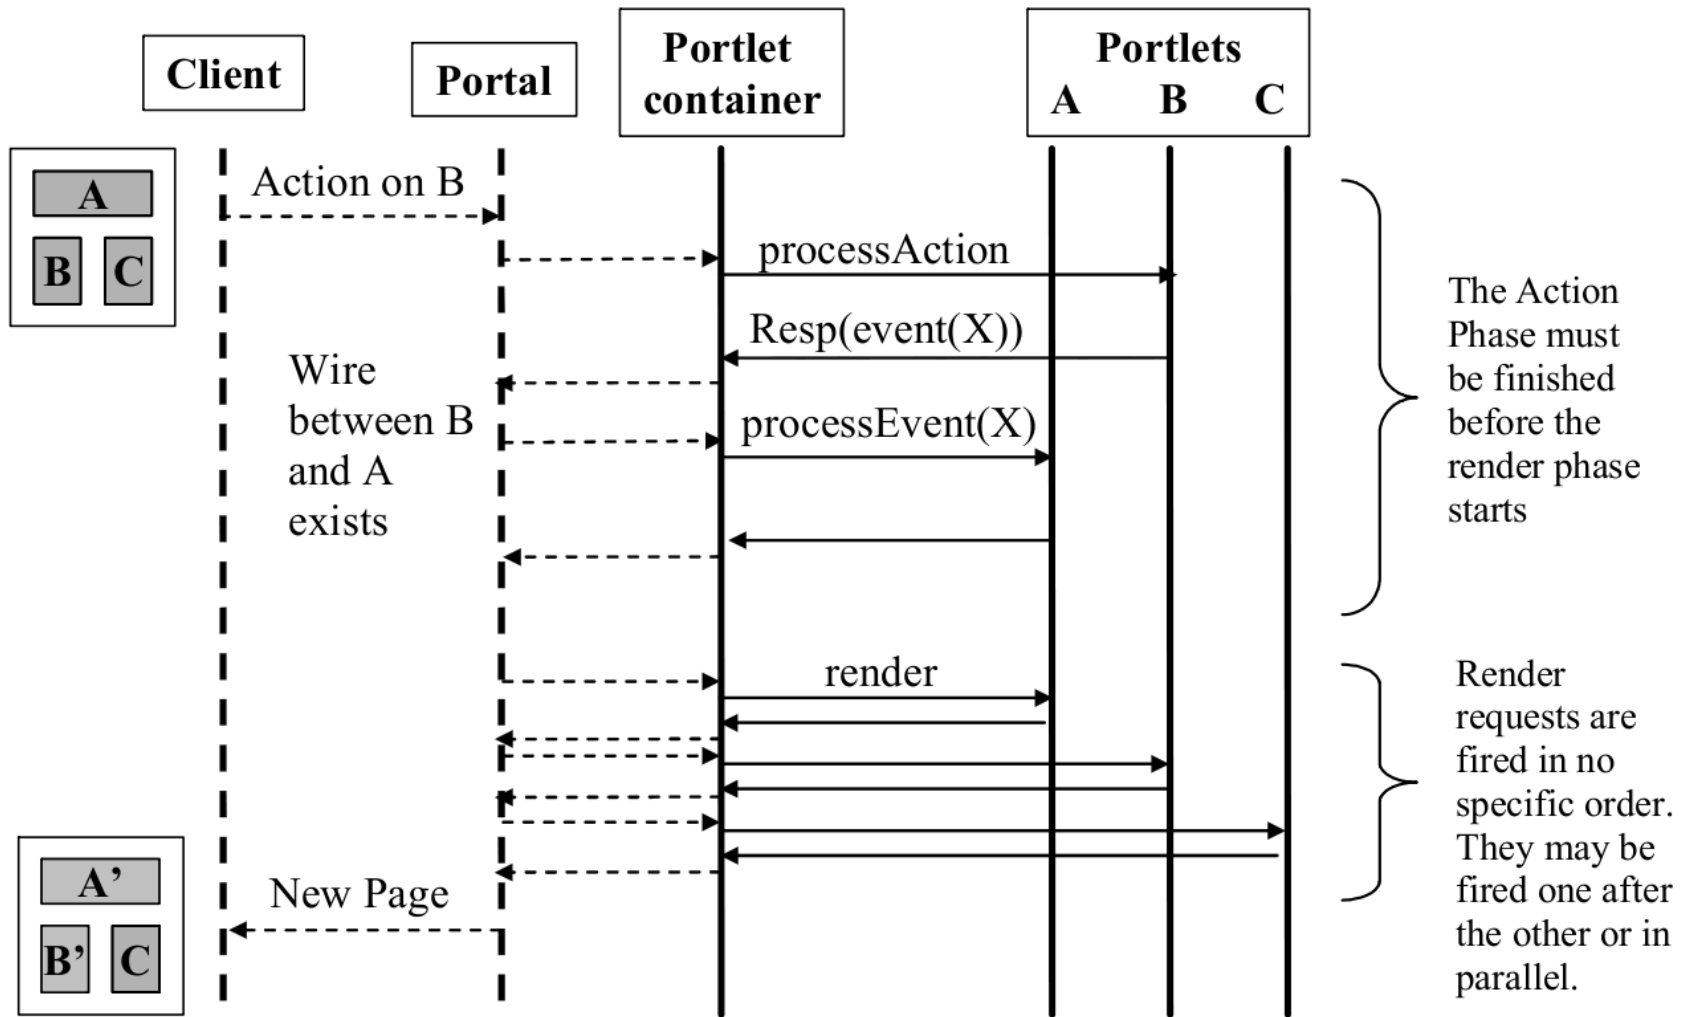 Client
Portal
Portlet
container
Portlets
A B C
A
B C
Action on B
processAction
Resp(event(X))
Wire
between B
and A
exists
processEvent(X)
The Action
Phase must
be finished
before the
render phase
starts
render
Render
requests are
fired in no
specific order.
They may be
fired one after
the other or in
parallel.
New Page
A’
B’ C